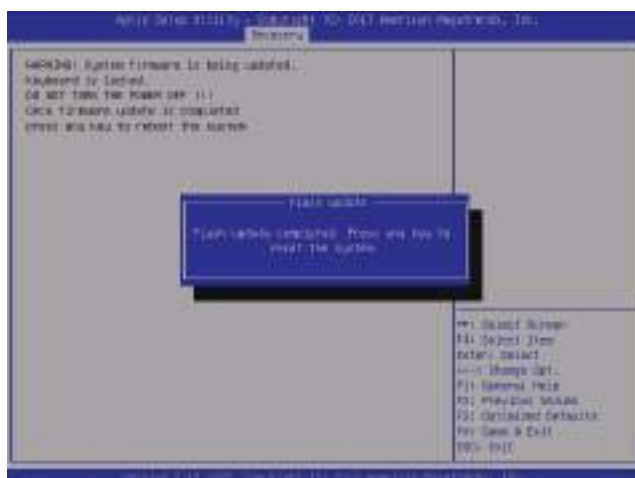 Aptio Setup Utility - Copyright (C) 2017 American Megatrends, Inc.
Recovery
WARNING! System firmware is being updated.
Keyboard is locked.
DO NOT TURN THE POWER OFF !!!
Once firmware update is completed
press any key to reboot the system
Flash update
Flash update completed. Press any key to
reset the system
: Select Screen
: Select Item
Enter: Select
: Change Opt.
F1: General Help
F2: Previous Values
F3: Optimized Defaults
F4: Save & Exit
ESC: Exit